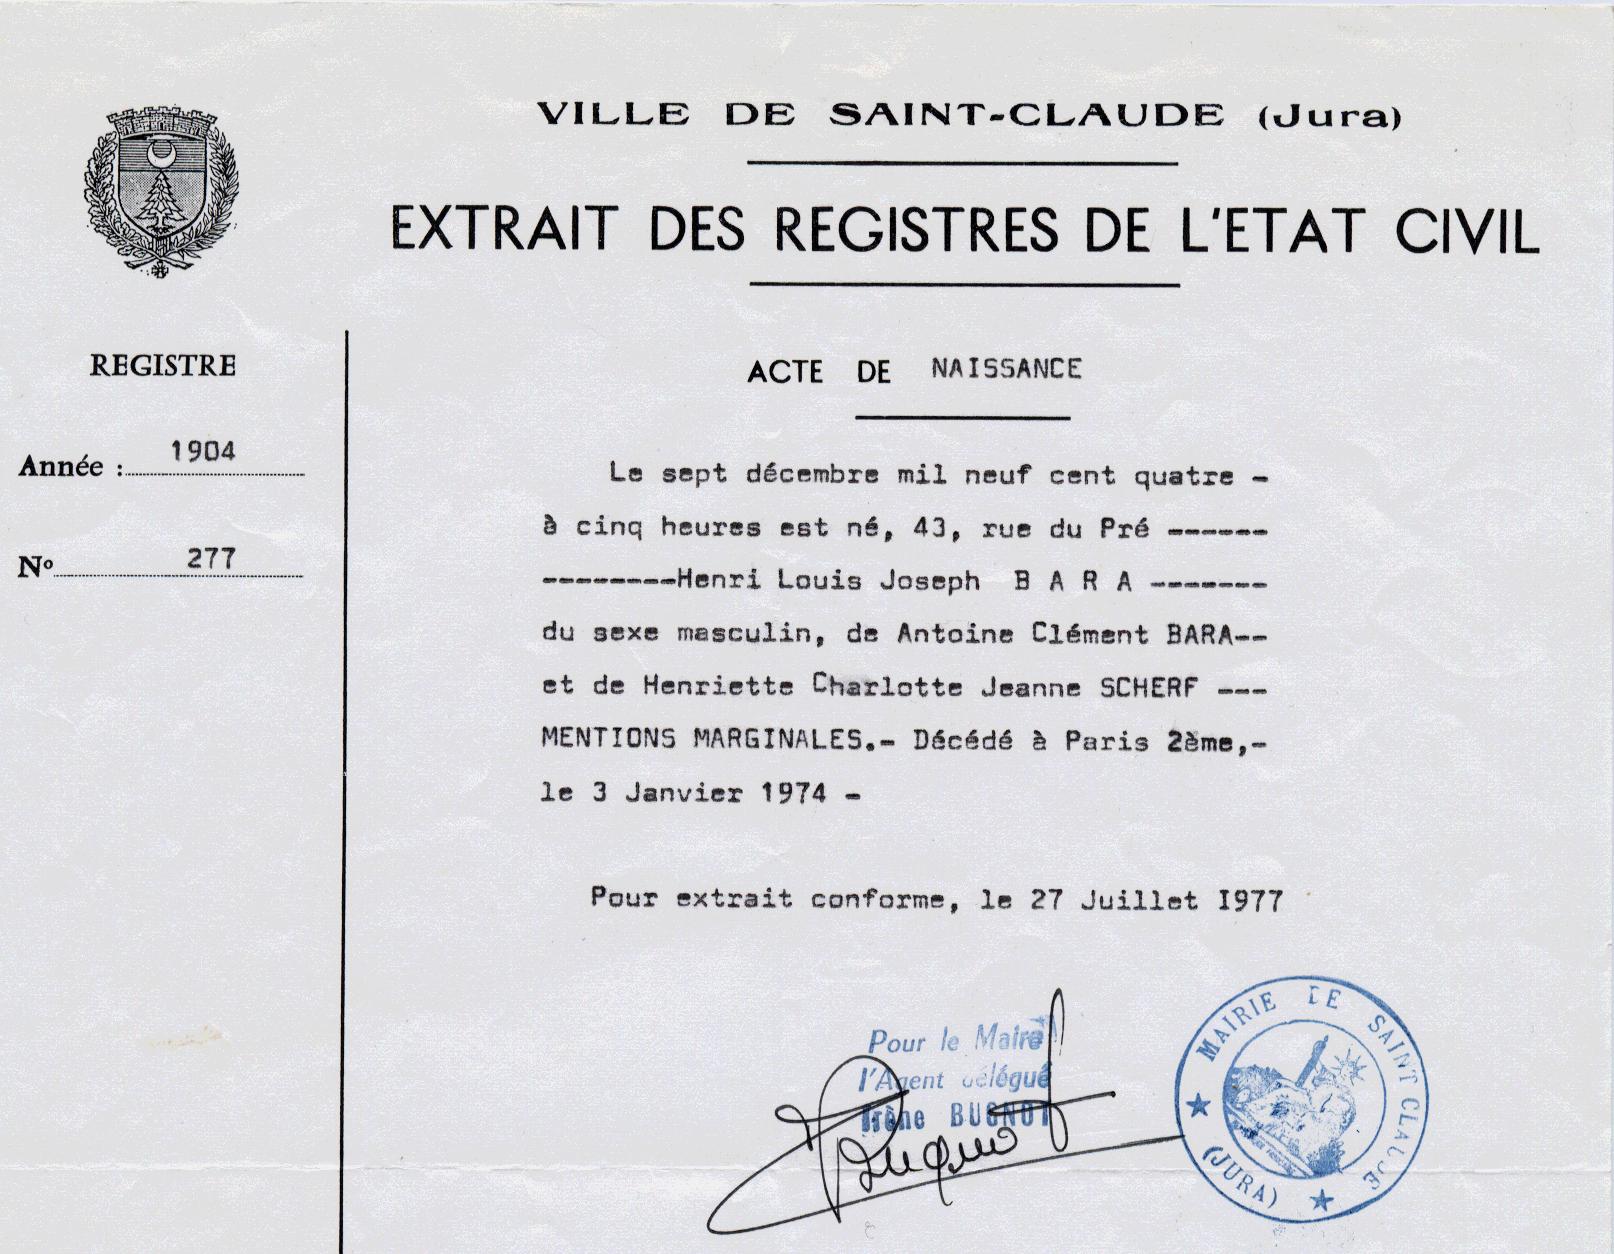 VILLE DE SAINT-CLAUDE (Jura)
EXTRAIT DES REGISTRES DE L'ETAT CIVIL
REGISTRE
Année : 1904
Nº 277
ACTE DE NAISSANCE
Le sept décembre mil neuf cent quatre -
à cinq heures est né, 43, rue du Pré ------
--------Henri Louis Joseph B A R A -------
du sexe masculin, de Antoine Clément BARA--
et de Henriette Charlotte Jeanne SCHERF ---
MENTIONS MARGINALES.- Décédé à Paris 2ème,-
le 3 Janvier 1974 -
Pour extrait conforme, le 27 Juillet I977
Pour le Maire
l'Agent délégué
Irène BUGNOT
Bugnot
MAIRIE DE SAINT CLAUDE
(JURA)